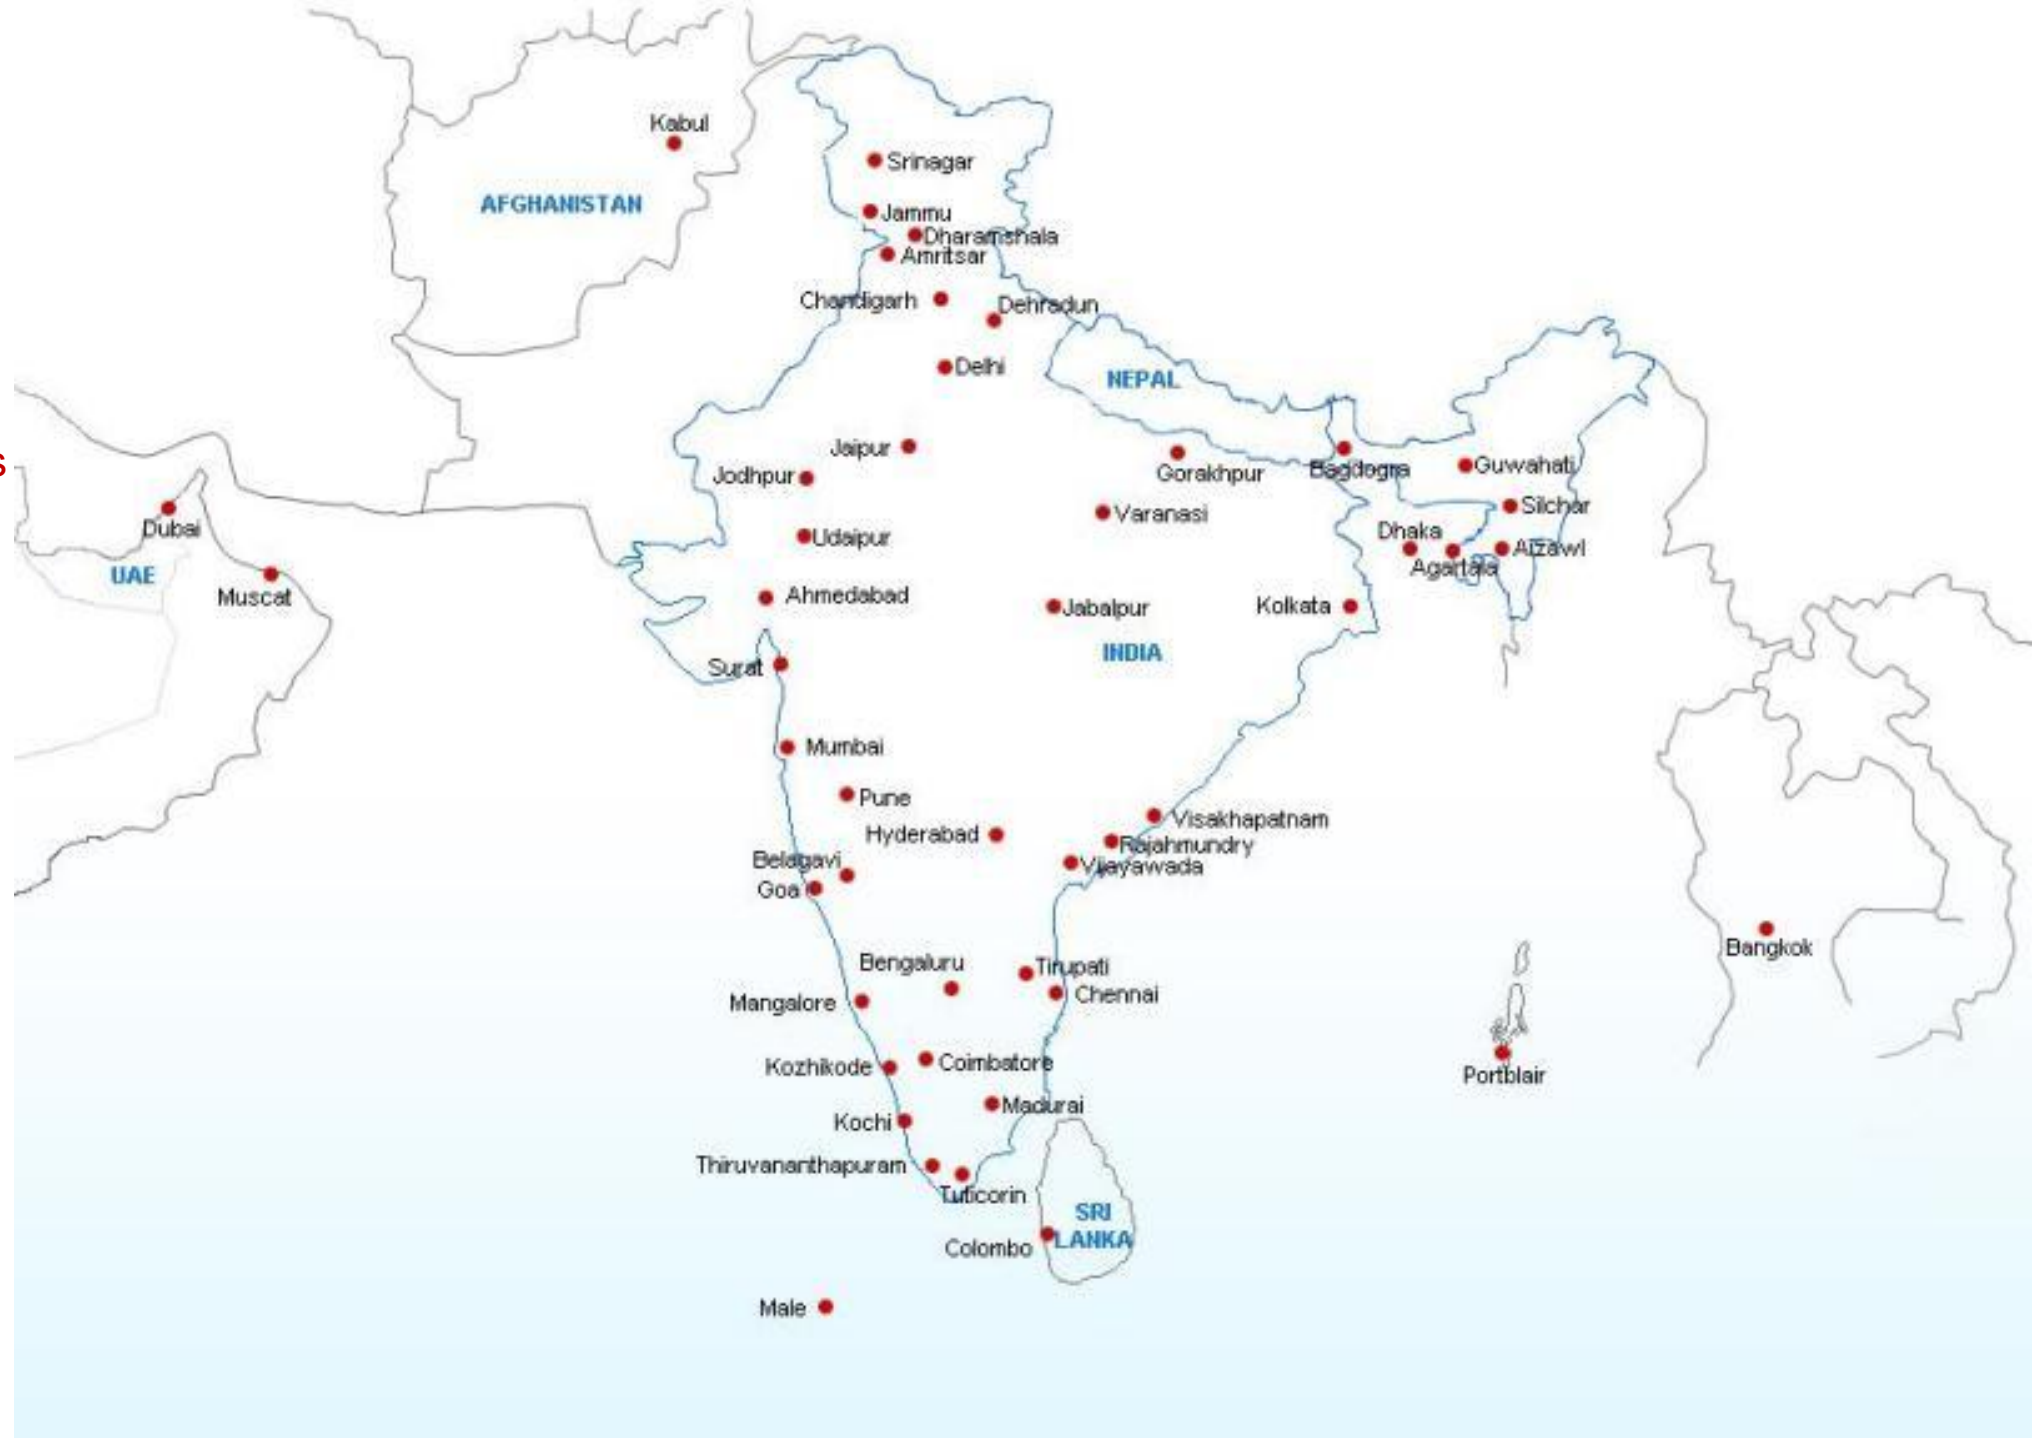 Kabul
Srinagar
AFGHANISTAN
Jammu
Dharamshala
Amritsar
Chandigarh
Dehradun
Delhi
NEPAL
Jaipur
s
Jodhpur
Gorakhpur
Bagdogra
Guwahati
Silchar
Varanasi
Dubai
Dhaka
Udaipur
Aizawl
Agartala
UAE
Muscat
Ahmedabad
Jabalpur
Kolkata
INDIA
Surat
Mumbai
Pune
Visakhapatnam
Hyderabad
Rajahmundry
Belagavi
Vijayawada
Goa
Bangkok
Bengaluru
Tirupati
Chennai
Mangalore
Coimbatore
Kozhikode
Portblair
Madurai
Kochi
Thiruvananthapuram
Tuticorin
SRI
LANKA
Colombo
Male